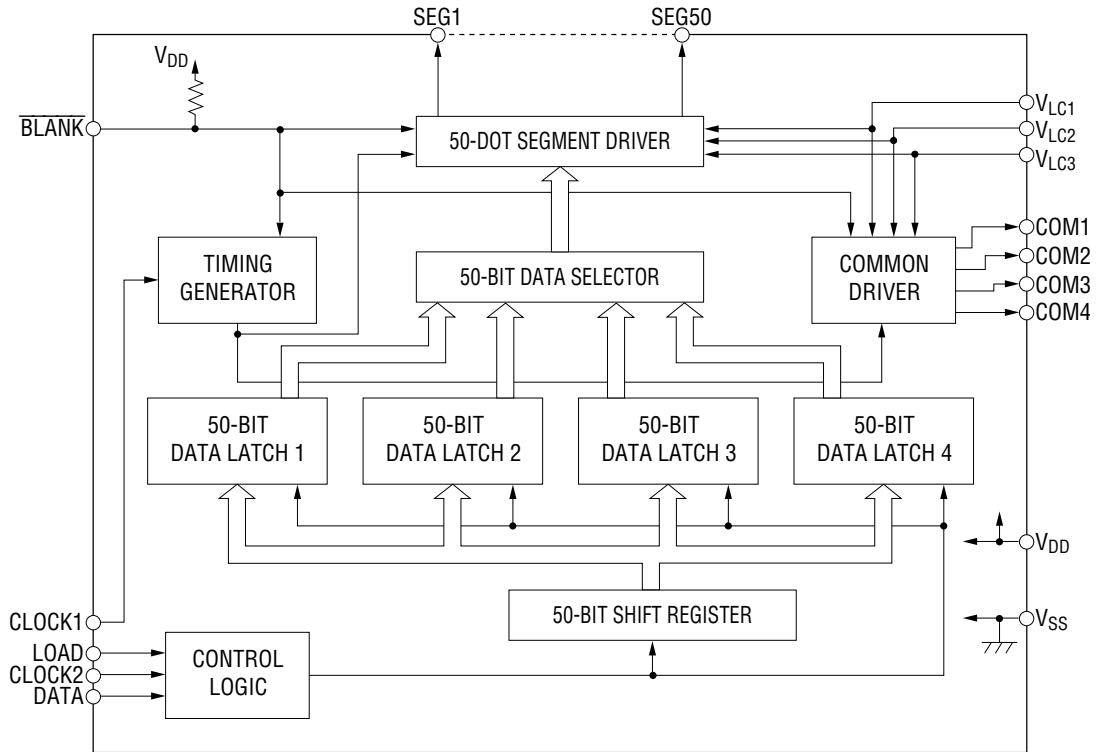 SEG1 SEG50
VDD
BLANK
VLC1
VLC2
VLC3
50-DOT SEGMENT DRIVER
TIMING
GENERATOR
50-BIT DATA SELECTOR
COMMON
DRIVER
COM1
COM2
COM3
COM4
50-BIT
DATA LATCH 1
50-BIT
DATA LATCH 2
50-BIT
DATA LATCH 3
50-BIT
DATA LATCH 4
VDD
50-BIT SHIFT REGISTER
VSS
CLOCK1
LOAD
CLOCK2
DATA
CONTROL
LOGIC